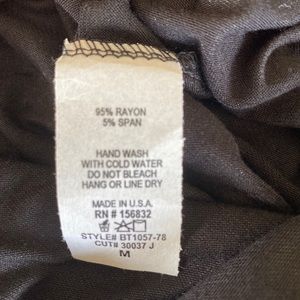 95% RAYON
5% SPAN
HAND WASH
WITH COLD WATER
DO NOT BLEACH
HANG OR LINE DRY
MADE IN U.S.A.
RN # 156832
STYLE# BT1057-78
CUT# 30037 J
M